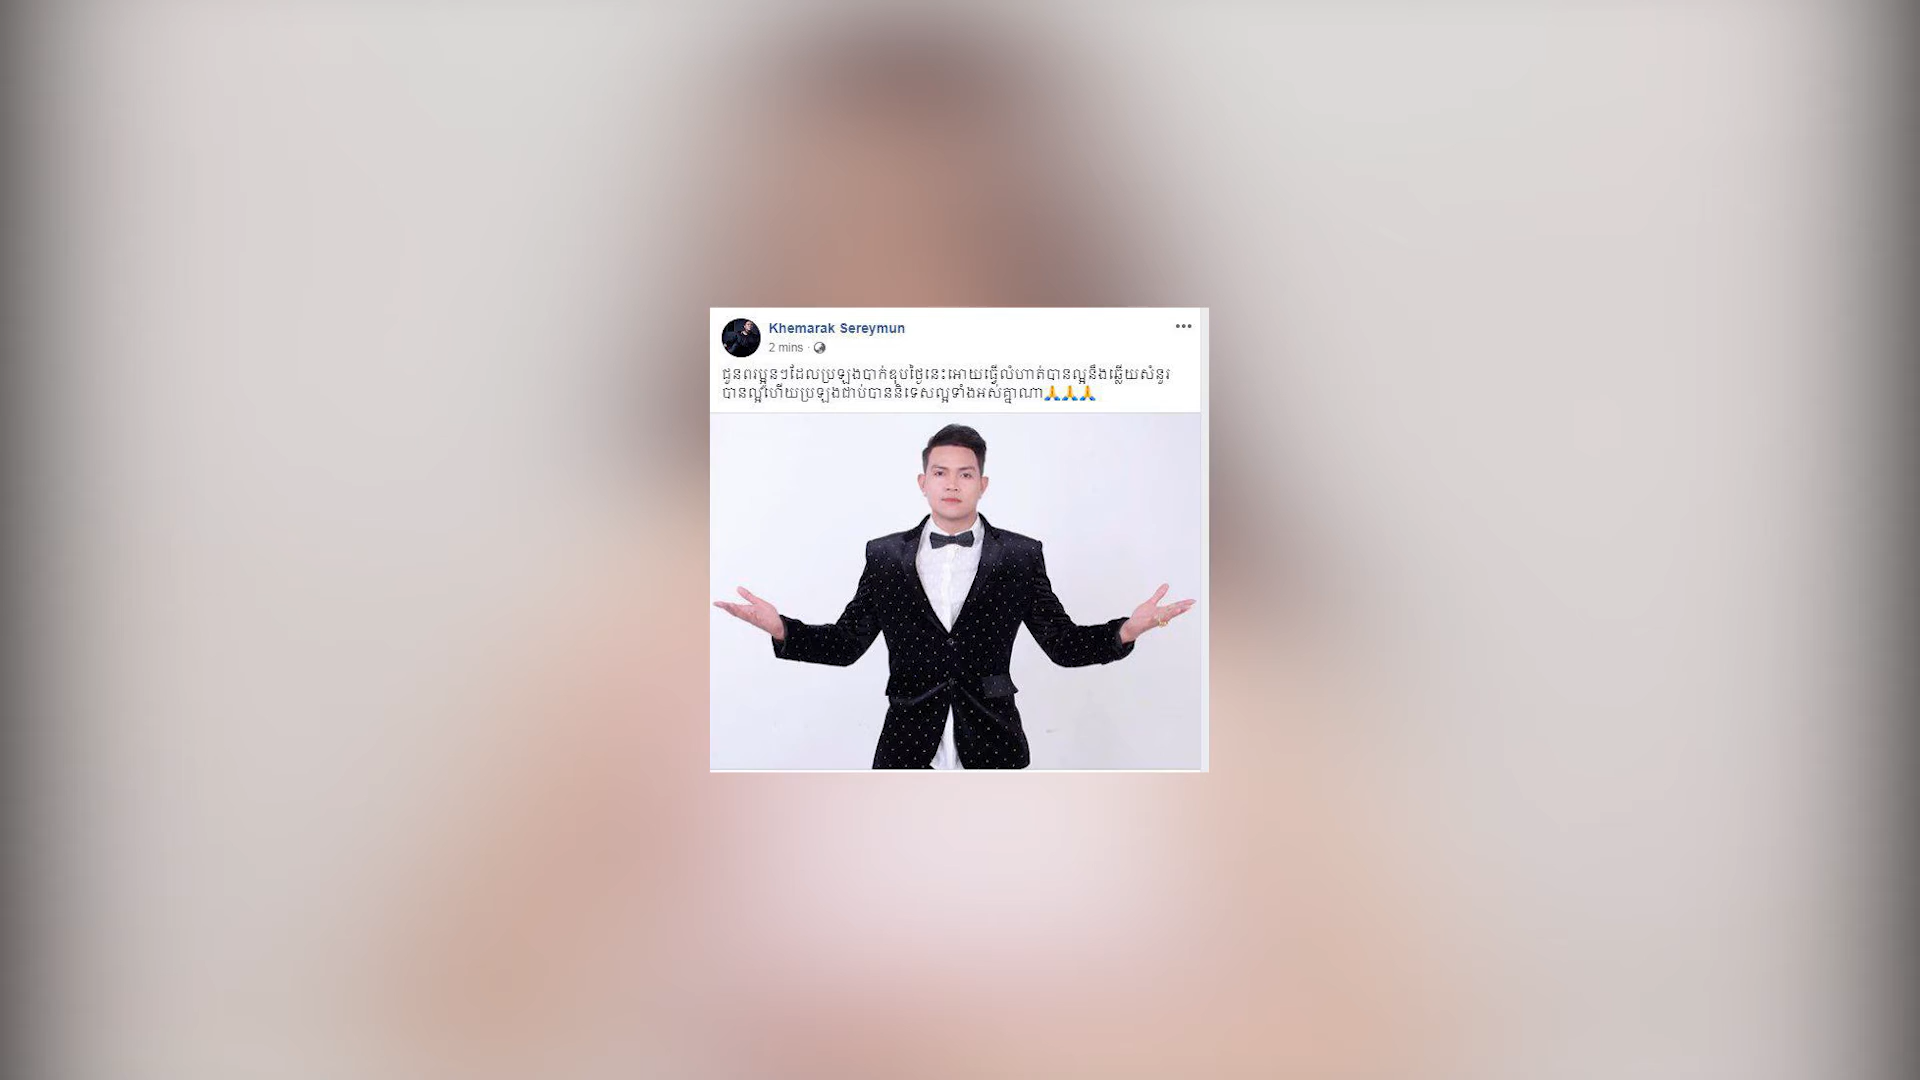 Khemarak Sereymun
2 mins ·
ជូនពរប្អូនៗដែលប្រឡងបាក់ឌុបថ្ងៃនេះអោយធ្វើលំហាត់បានល្អនឹងឆ្លើយសំនួរ
បានល្អហើយប្រឡងជាប់បាននិទេសល្អទាំងអស់គ្នាណា🙏🙏🙏